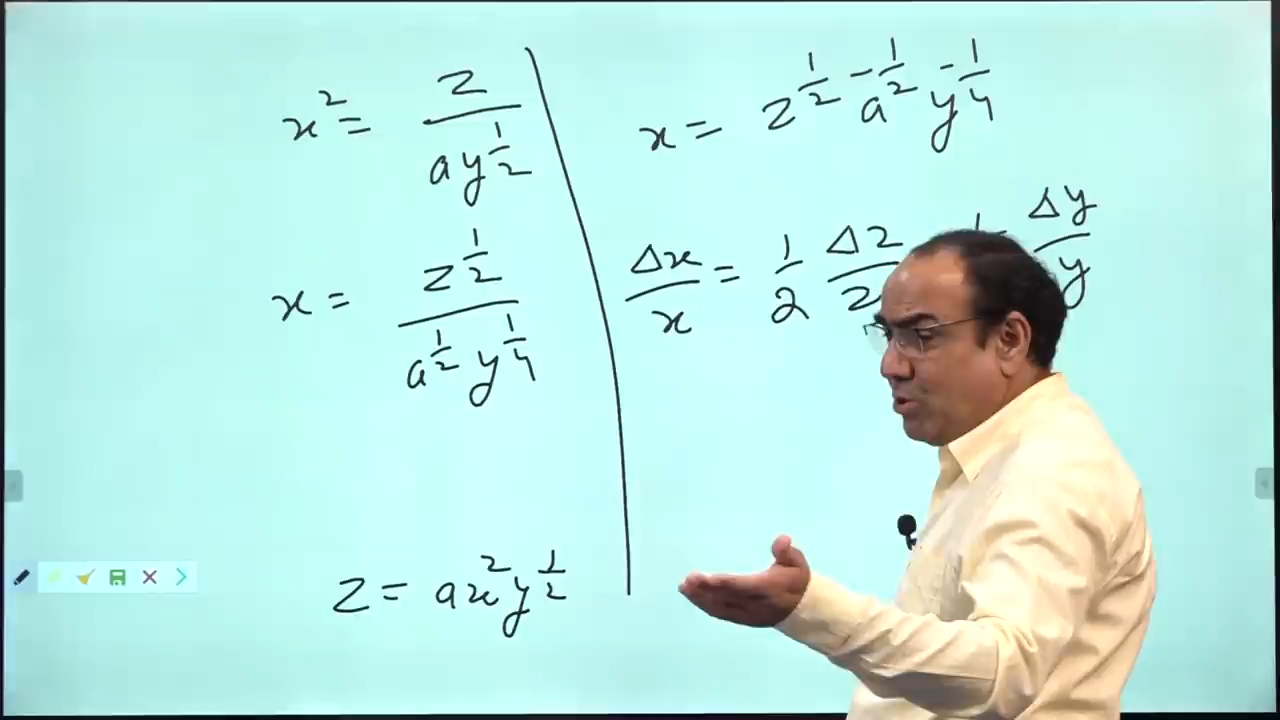 x² = z / (a y^(1/2))
x = z^(1/2) / (a^(1/2) y^(1/4))
z = a x² y^(1/2)
x = z^(1/2) a^(-1/2) y^(-1/4)
Δx / x = 1/2 Δz / z Δy / y